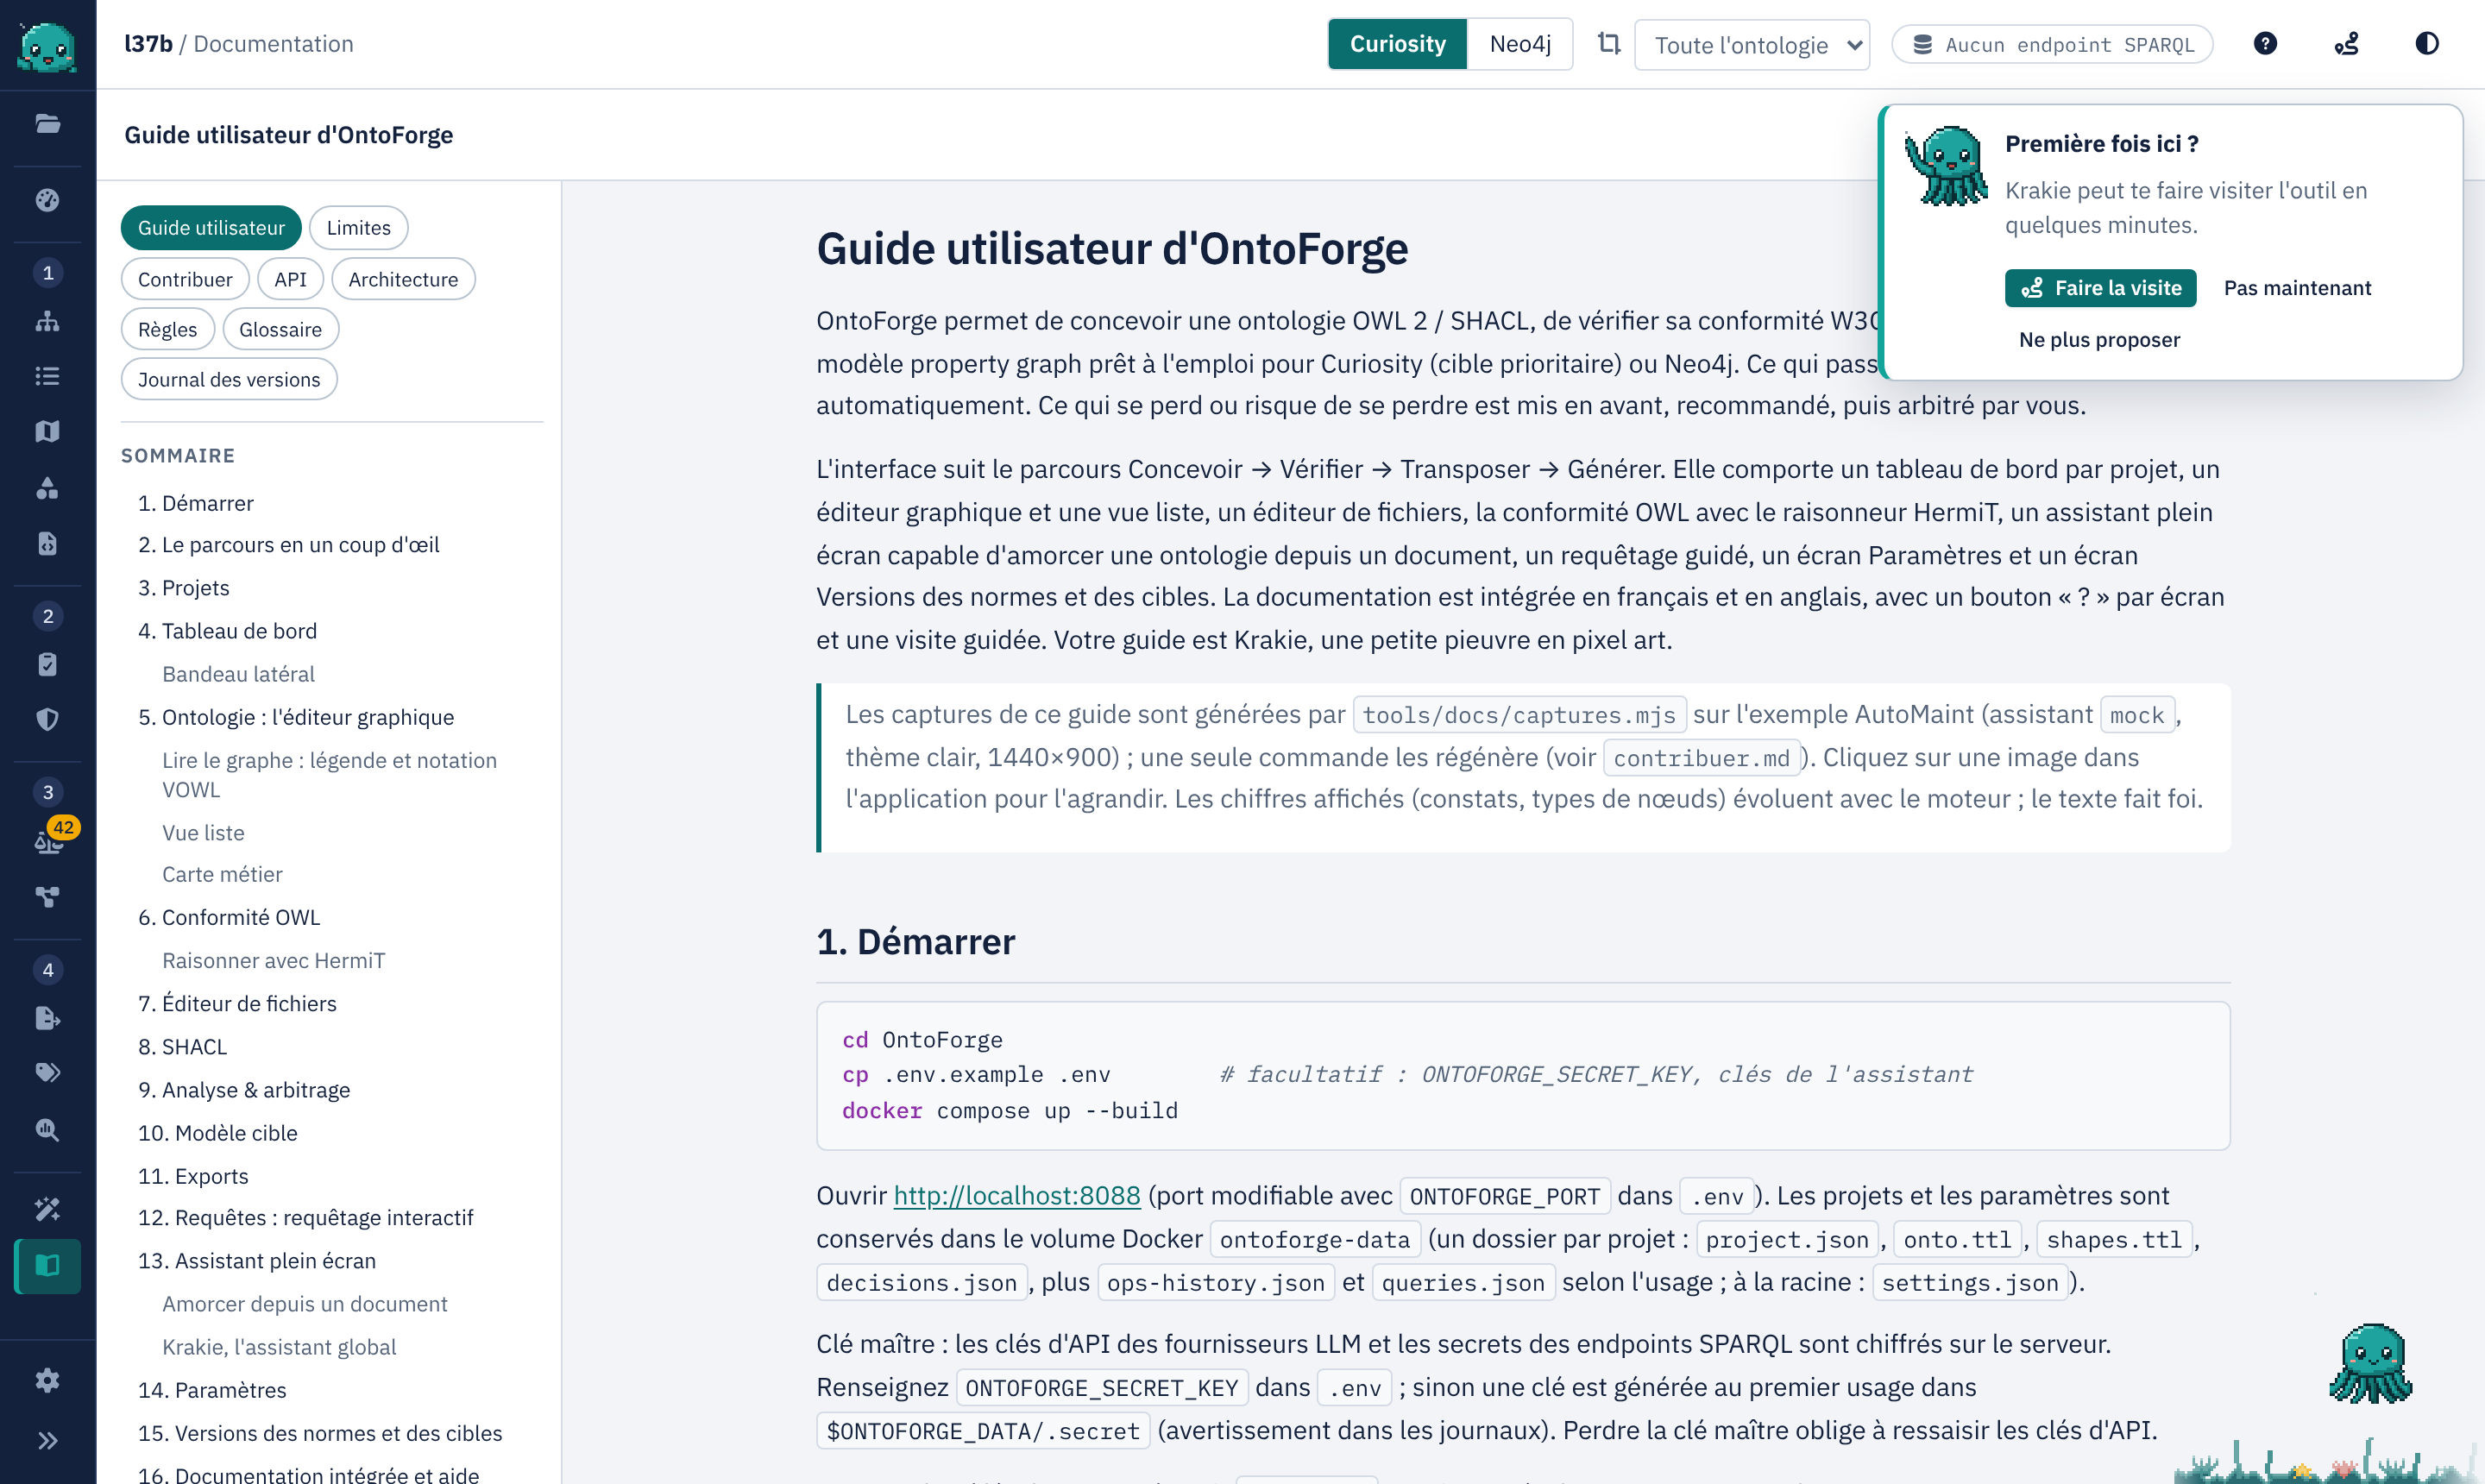 l37b / Documentation
Curiosity
Neo4j
Toute l'ontologie
Aucun endpoint SPARQL
?
Guide utilisateur d'OntoForge
Première fois ici ?
Krakie peut te faire visiter l'outil en
quelques minutes.
Faire la visite
Pas maintenant
Ne plus proposer
1
2
3
42
4
Guide utilisateur
Limites
Contribuer
API
Architecture
Règles
Glossaire
Journal des versions
SOMMAIRE
1. Démarrer
2. Le parcours en un coup d'œil
3. Projets
4. Tableau de bord
Bandeau latéral
5. Ontologie : l'éditeur graphique
Lire le graphe : légende et notation
VOWL
Vue liste
Carte métier
6. Conformité OWL
Raisonner avec HermiT
7. Éditeur de fichiers
8. SHACL
9. Analyse & arbitrage
10. Modèle cible
11. Exports
12. Requêtes : requêtage interactif
13. Assistant plein écran
Amorcer depuis un document
Krakie, l'assistant global
14. Paramètres
15. Versions des normes et des cibles
16. Documentation intégrée et aide
Guide utilisateur d'OntoForge
OntoForge permet de concevoir une ontologie OWL 2 / SHACL, de vérifier sa conformité
modèle property graph prêt à l'emploi pour Curiosity (cible prioritaire) ou Neo4j. Ce qui
automatiquement. Ce qui se perd ou risque de se perdre est mis en avant, recommandé, puis arbitré par vous.
L'interface suit le parcours Concevoir → Vérifier → Transposer → Générer. Elle comporte un tableau de bord par projet, un
éditeur graphique et une vue liste, un éditeur de fichiers, la conformité OWL avec le raisonneur HermiT, un assistant plein
écran capable d'amorcer une ontologie depuis un document, un requêtage guidé, un écran Paramètres et un écran
Versions des normes et des cibles. La documentation est intégrée en français et en anglais, avec un bouton « ? » par écran
et une visite guidée. Votre guide est Krakie, une petite pieuvre en pixel art.
Les captures de ce guide sont générées par tools/docs/captures.mjs sur l'exemple AutoMaint (assistant mock,
thème clair, 1440×900) ; une seule commande les régénère (voir contribuer.md). Cliquez sur une image dans
l'application pour l'agrandir. Les chiffres affichés (constats, types de nœuds) évoluent avec le moteur ; le texte fait foi.
1. Démarrer
cd OntoForge
cp .env.example .env # facultatif : ONTOFORGE_SECRET_KEY, clés de l'assistant
docker compose up --build
Ouvrir http://localhost:8088 (port modifiable avec ONTOFORGE_PORT dans .env). Les projets et les paramètres sont
conservés dans le volume Docker ontoforge-data (un dossier par projet : project.json, onto.ttl, shapes.ttl,
decisions.json, plus ops-history.json et queries.json selon l'usage ; à la racine : settings.json).
Clé maître : les clés d'API des fournisseurs LLM et les secrets des endpoints SPARQL sont chiffrés sur le serveur.
Renseignez ONTOFORGE_SECRET_KEY dans .env ; sinon une clé est générée au premier usage dans
$ONTOFORGE_DATA/.secret (avertissement dans les journaux). Perdre la clé maître oblige à ressaisir les clés d'API.